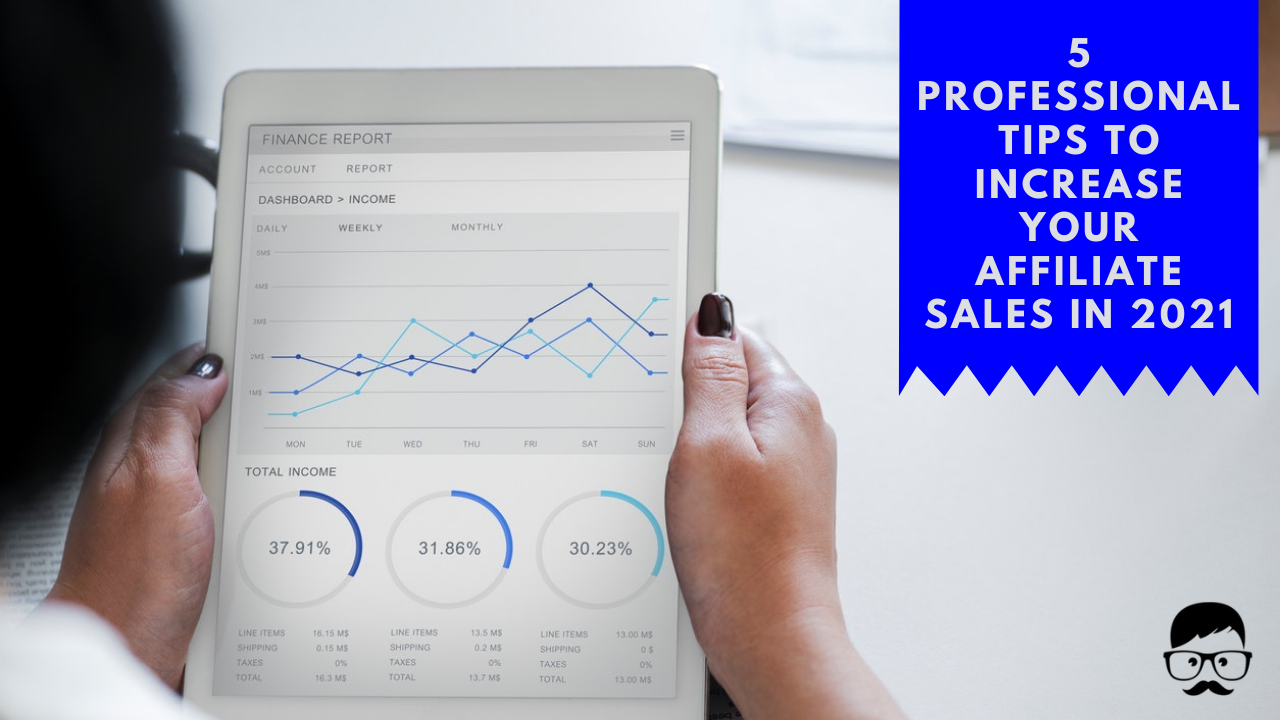 5
PROFESSIONAL
TIPS TO
INCREASE
YOUR
AFFILIATE
SALES IN 2021
FINANCE REPORT
ACCOUNT REPORT
DASHBOARD > INCOME
DAILY WEEKLY MONTHLY
5M$
4M$
3M$
2M$
1M$
MON TUE WED THU FRI SAT SUN
TOTAL INCOME
37.91% 31.86% 30.23%
LINE ITEMS 16.15 M$ LINE ITEMS 13.5 M$ LINE ITEMS 13.00 M$
SHIPPING 0.15 M$ SHIPPING 0.2 M$ SHIPPING 0 $
TAXES 0% TAXES 0% TAXES 0%
TOTAL 16.3 M$ TOTAL 13.7 M$ TOTAL 13.00 M$